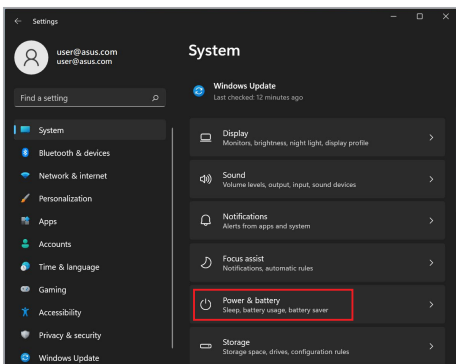 Settings
user@asus.com
user@asus.com
Find a setting
System
Bluetooth & devices
Network & internet
Personalization
Apps
Accounts
Time & language
Gaming
Accessibility
Privacy & security
Windows Update
System
Windows Update
Last checked: 12 minutes ago
Display
Monitors, brightness, night light, display profile
Sound
Volume levels, output, input, sound devices
Notifications
Alerts from apps and system
Focus assist
Notifications, automatic rules
Power & battery
Sleep, battery usage, battery saver
Storage
Storage space, drives, configuration rules